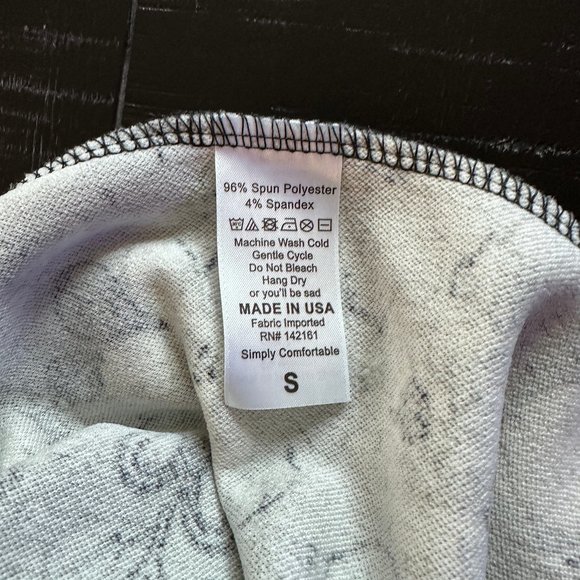 96% Spun Polyester
4% Spandex
Machine Wash Cold
Gentle Cycle
Do Not Bleach
Hang Dry
or you'll be sad
MADE IN USA
Fabric Imported
RN# 142161
Simply Comfortable
S